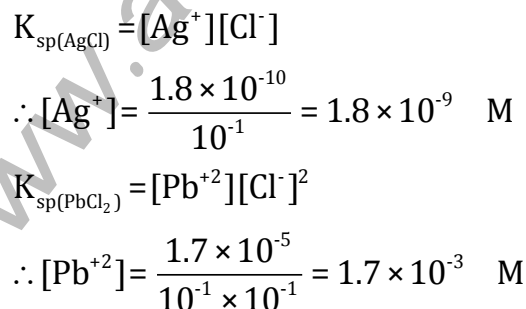 K_sp(AgCl) = [Ag⁺][Cl⁻]
∴ [Ag⁺] = (1.8 × 10⁻¹⁰)/(10⁻¹) = 1.8 × 10⁻⁹ M
K_sp(PbCl₂) = [Pb⁺²][Cl⁻]²
∴ [Pb⁺²] = (1.7 × 10⁻⁵)/(10⁻¹ × 10⁻¹) = 1.7 × 10⁻³ M
www.a